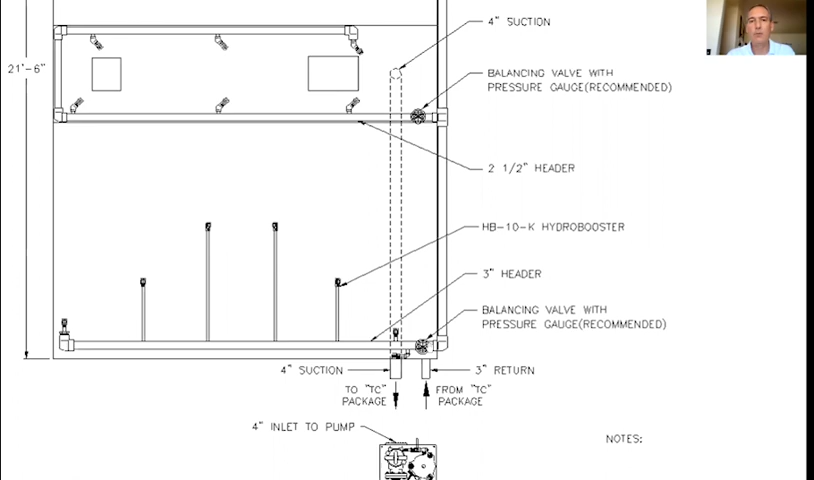 4" SUCTION
21'-6"
BALANCING VALVE WITH
PRESSURE GAUGE(RECOMMENDED)
2 1/2" HEADER
HB-10-K HYDROBOOSTER
3" HEADER
BALANCING VALVE WITH
PRESSURE GAUGE(RECOMMENDED)
4" SUCTION
3" RETURN
TO "TC"
PACKAGE
FROM "TC"
PACKAGE
4" INLET TO PUMP
NOTES: